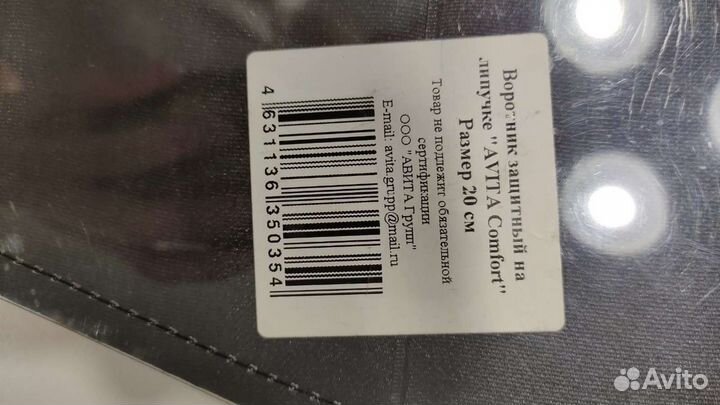 Воротник защитный на
липучке "AVITA Comfort"
Размер 20 см
Товар не подлежит обязательной
сертификации
ООО "АВИТА Групп"
E-mail: avita.grupp@mail.ru
4 631136 350354
Avito